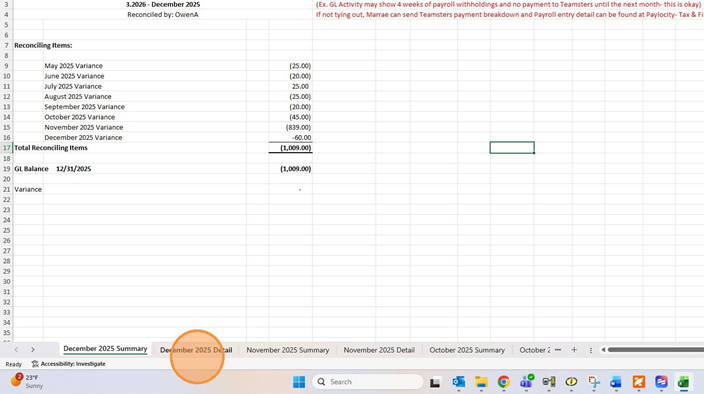 3 3.2026 - December 2025 (Ex. GL Activity may show 4 weeks of payroll withholdings and no payment to Teamsters until the next month- this is okay)
4 Reconciled by: OwenA If not tying out, Marrae can send Teamsters payment breakdown and Payroll entry detail can be found at Paylocity- Tax & Fi
5
6
7 Reconciling Items:
8
9 May 2025 Variance (25.00)
10 June 2025 Variance (20.00)
11 July 2025 Variance 25.00
12 August 2025 Variance (25.00)
13 September 2025 Variance (20.00)
14 October 2025 Variance (45.00)
15 November 2025 Variance (839.00)
16 December 2025 Variance -60.00
17 Total Reconciling Items (1,009.00)
18
19 GL Balance 12/31/2025 (1,009.00)
20
21 Variance -
22
23
24
25
26
27
28
29
30
31
32
33
34
35
December 2025 Summary December 2025 Detail November 2025 Summary November 2025 Detail October 2025 Summary October 2
Ready Accessibility: Investigate
2 23°F
Sunny
Search